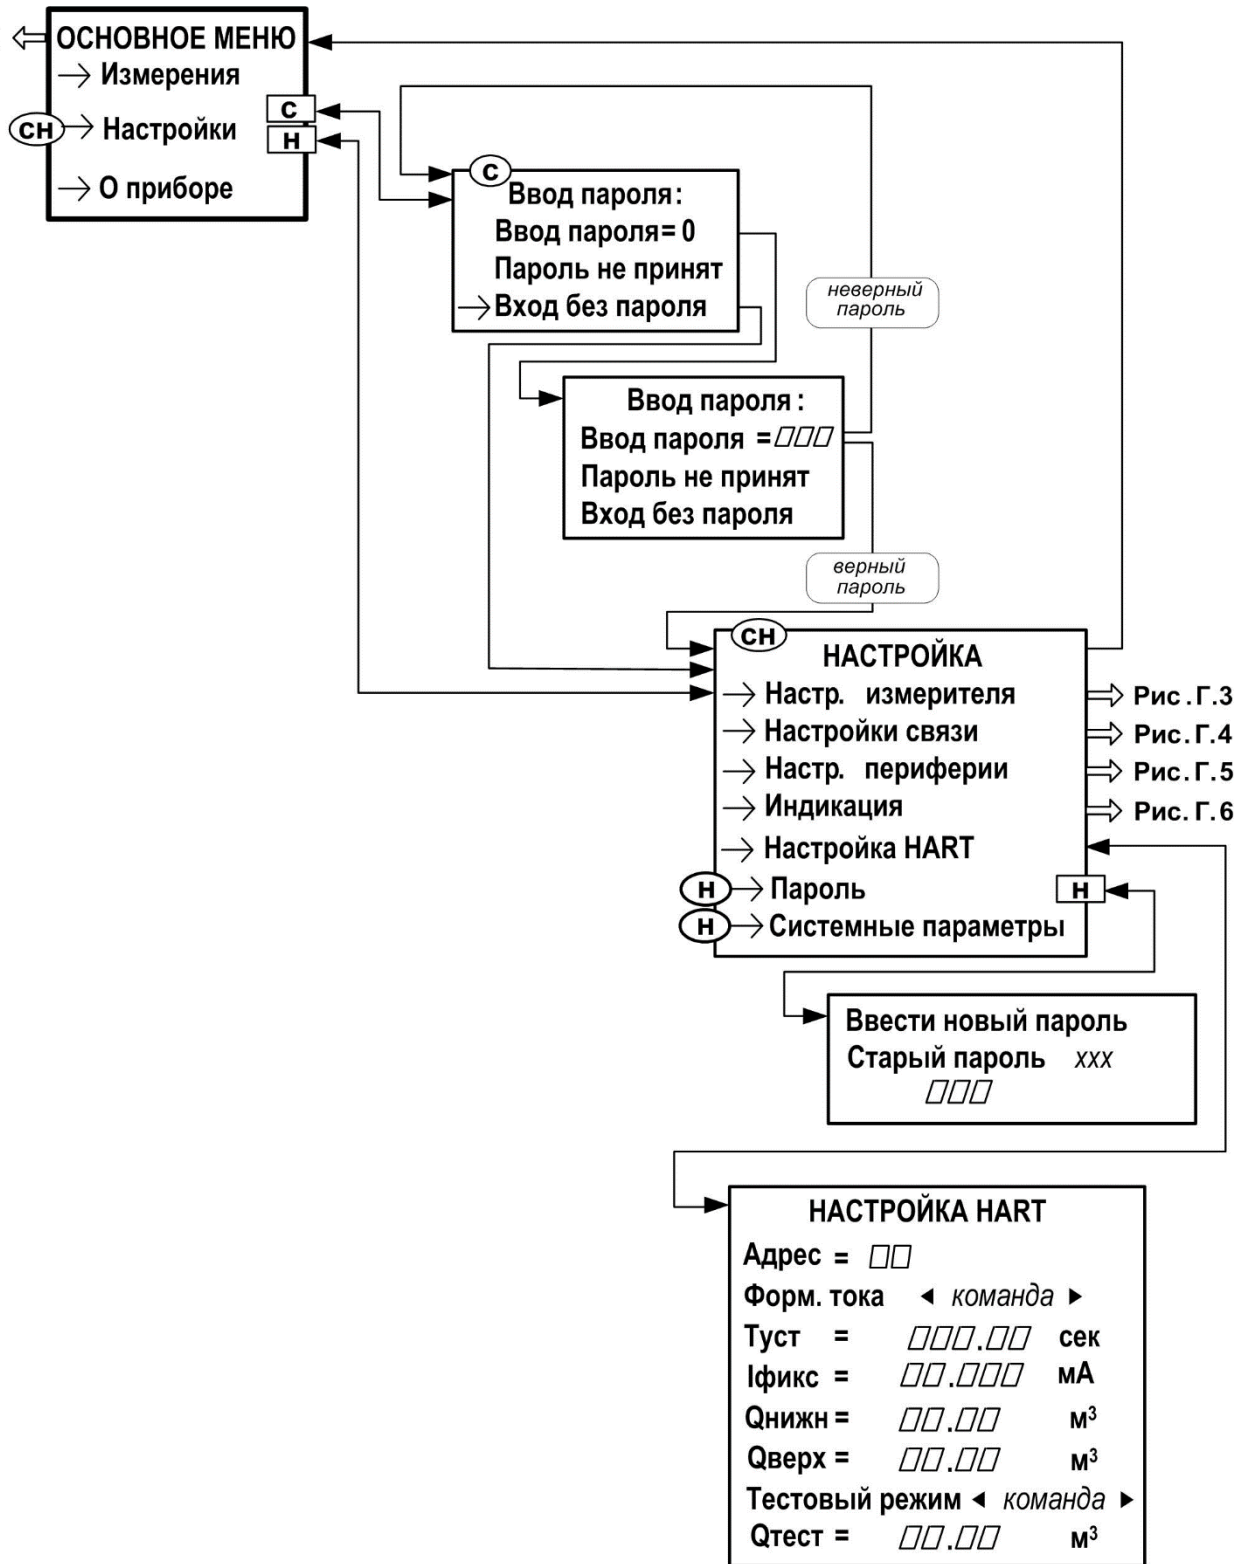 ОСНОВНОЕ МЕНЮ
→ Измерения
С
СН → Настройки
Н
→ О приборе
С
Ввод пароля:
Ввод пароля= 0
Пароль не принят
→ Вход без пароля
неверный
пароль
Ввод пароля :
Ввод пароля =▯▯▯
Пароль не принят
Вход без пароля
верный
пароль
СН
НАСТРОЙКА
→ Настр. измерителя ⇒ Рис.Г.3
→ Настройки связи ⇒ Рис.Г.4
→ Настр. периферии ⇒ Рис.Г.5
→ Индикация ⇒ Рис.Г.6
→ Настройка HART
Н → Пароль Н
Н → Системные параметры
Ввести новый пароль
Старый пароль xxx
▯▯▯
НАСТРОЙКА HART
Адрес = ▯▯
Форм. тока ◄ команда ►
Туст = ▯▯▯.▯▯ сек
Iфикс = ▯▯.▯▯▯ мА
Qнижн = ▯▯.▯▯ м³
Qверх = ▯▯.▯▯ м³
Тестовый режим ◄ команда ►
Qтест = ▯▯.▯▯ м³